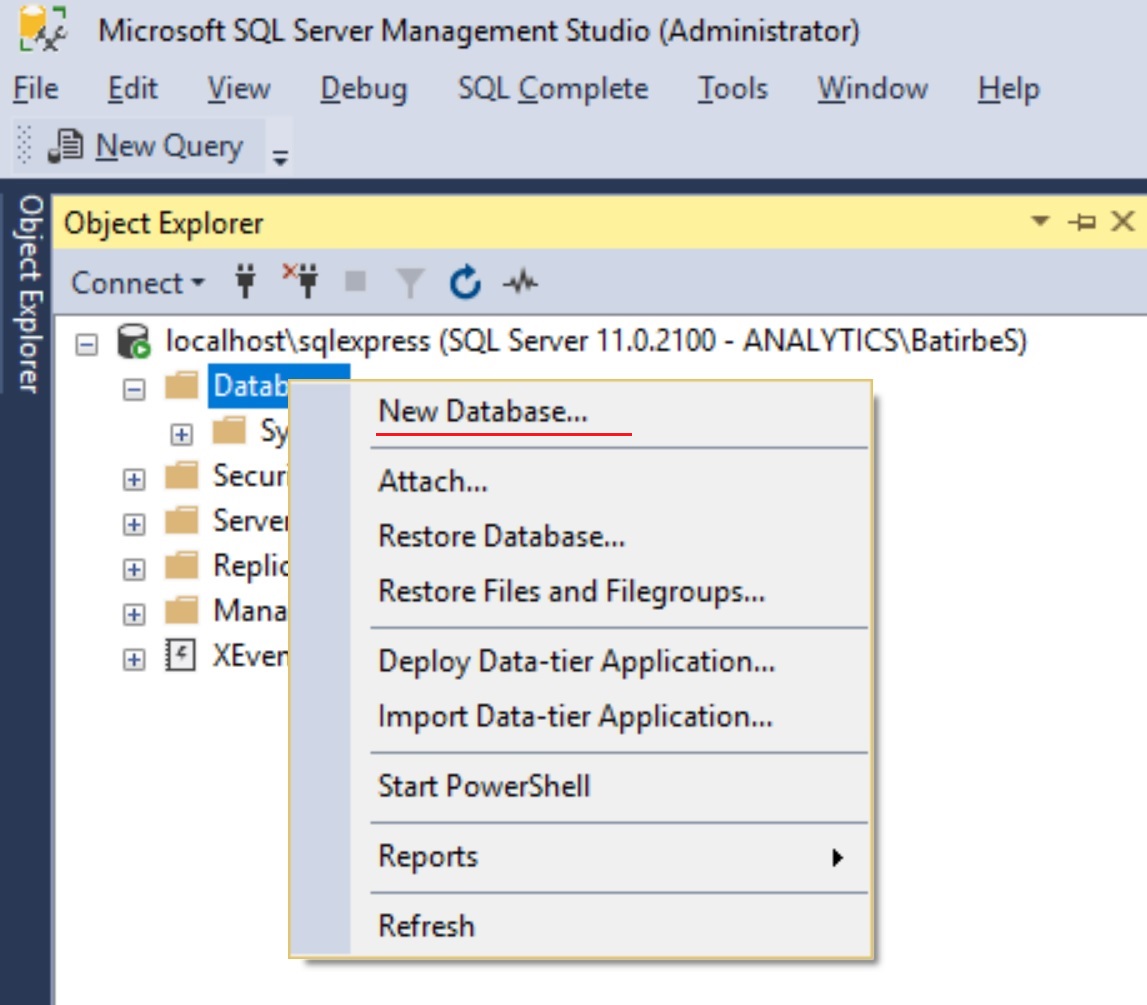 Microsoft SQL Server Management Studio (Administrator)
File Edit View Debug SQL Complete Tools Window Help
New Query
Object Explorer
Object Explorer
Connect
localhost\sqlexpress (SQL Server 11.0.2100 - ANALYTICS\BatirbeS)
Datab
Sy
Securi
Server
Replic
Mana
XEven
New Database...
Attach...
Restore Database...
Restore Files and Filegroups...
Deploy Data-tier Application...
Import Data-tier Application...
Start PowerShell
Reports
Refresh